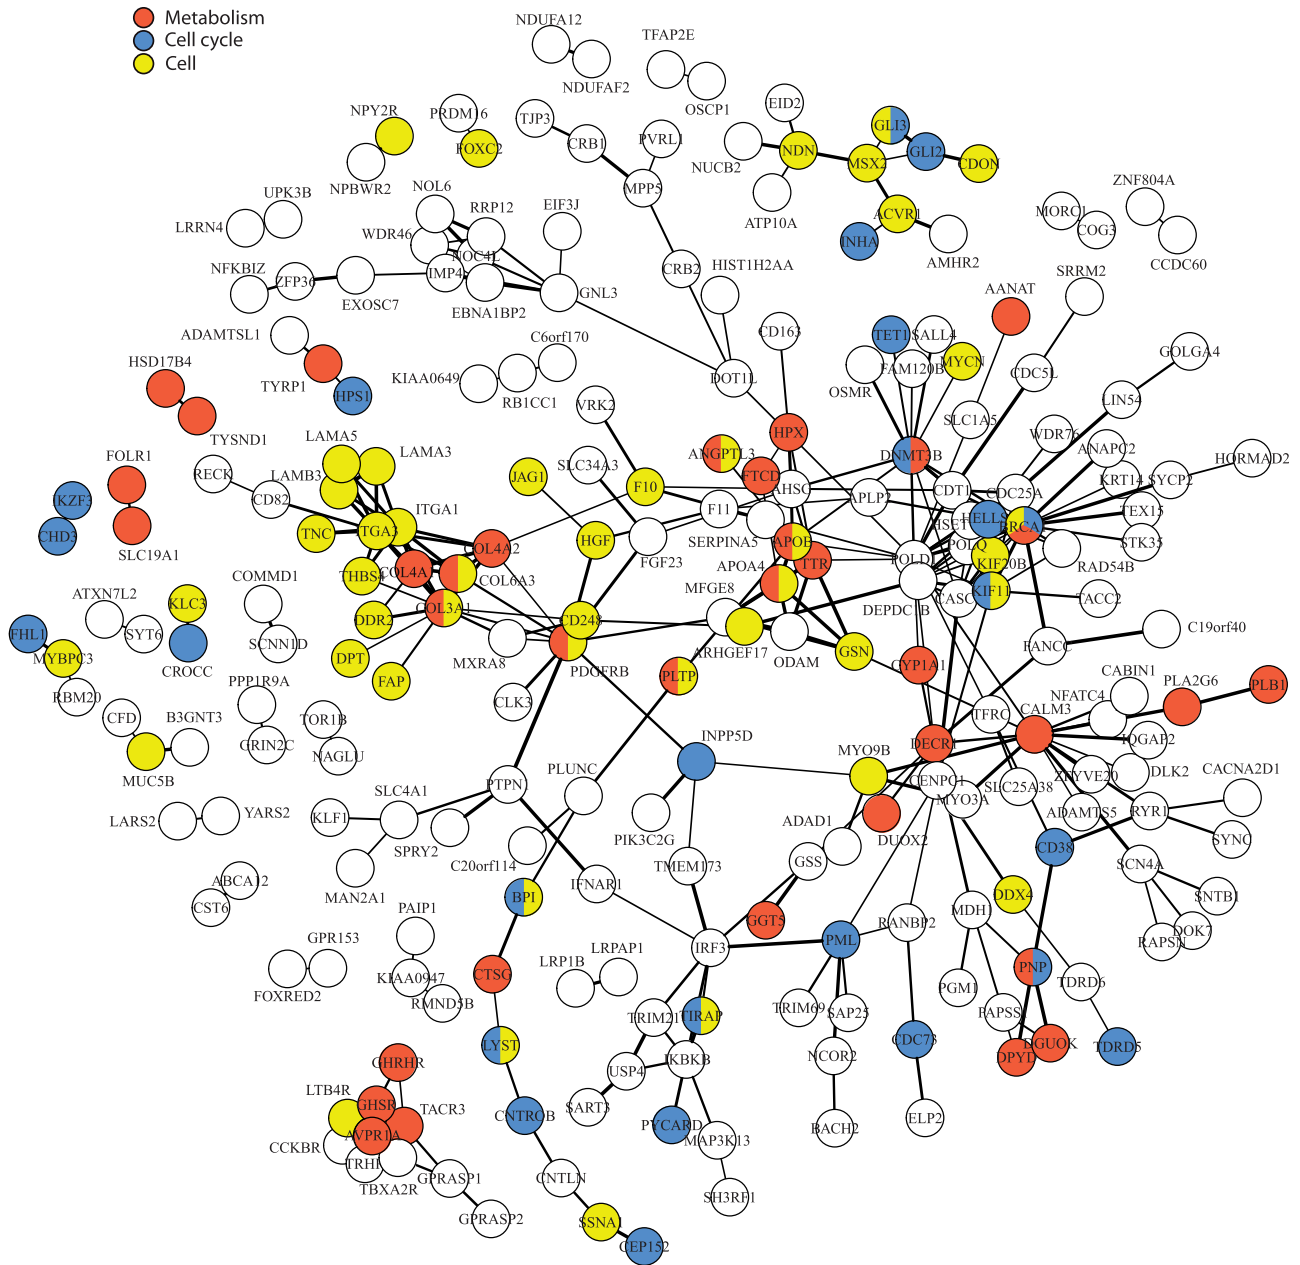 Metabolism
Cell cycle
Cell
NDUFA12
NDUFAF2
TFAP2E
OSCP1
NPY2R
NPBWR2
PRDM16
FOXC2
TJP3
CRB1
PVRL1
MPP5
EID2
NUCB2
NDN
ATP10A
GLI3
MSX2
GLI2
CDON
ACVR1
INHA
AMHR2
ZNF804A
MORC1
COG3
CCDC60
UPK3B
LRRN4
NOL6
RRP12
EIF3J
WDR46
NOC4L
NFKBIZ
ZFP36
EXOSC7
IMP4
EBNA1BP2
GNL3
CRB2
HIST1H2AA
SRRM2
AANAT
ADAMTSL1
TYRP1
HPS1
C6orf170
KIAA0649
RB1CC1
CD163
DOT1L
TET1
SALL4
FAM120B
MYCN
OSMR
CDC5L
GOLGA4
LIN54
HSD17B4
TYSND1
VRK2
SLC1A5
WDR76
ANAPC2
HORMAD2
LAMA5
LAMA3
LAMB3
FOLR1
SLC19A1
RECK
CD82
JAG1
SLC34A3
F10
ANGPTL3
HPX
FTCD
AHSG
APLP2
DNMT3B
CDT1
CDC25A
KRT14
SYCP2
TEX15
STK35
IKZF3
CHD3
TNC
ITGA1
HGF
FGF23
F11
SERPINA5
HELLS
POLQ
KIF20B
RAD54B
THBS4
COL4A2
COL6A3
COL3A1
APOB
APOA4
TTR
POLD1
DEPDC1B
KIF11
TACC2
ATXN7L2
SYT6
COMMD1
SCNN1D
KLC3
CROCC
DDR2
DPT
FAP
MXRA8
CD248
PDGFRB
CLK3
MFGE8
ARHGEF17
ODAM
GSN
CYP1A1
FANCC
C19orf40
FHL1
MYBPC3
RBM20
CFD
B3GNT3
MUC5B
PPP1R9A
GRIN2C
TOR1B
NAGLU
PLTP
INPP5D
PLUNC
MYO9B
DECR1
TFRC
CALM3
NFATC4
CABIN1
PLA2G6
PLB1
IQGAP2
DLK2
CACNA2D1
CENPC1
MYO3A
SLC25A38
ZFYVE20
ADAMTS5
RYR1
SYNC
LARS2
YARS2
SLC4A1
KLF1
SPRY2
MAN2A1
PTPN1
PIK3C2G
TMEM173
ADAD1
DUOX2
GSS
CD38
SCN4A
SNTB1
DOK7
RAPSN
ABCA12
CST6
C20orf114
BPI
IFNAR1
GGT5
DDX4
PAIP1
KIAA0947
RMND5B
GPR153
FOXRED2
LRPAP1
LRP1B
IRF3
PML
RANBP2
MDH1
PNP
TDRD6
CTSG
TRIM21
TIRAP
TRIM69
SAP25
PGM1
PAPSS
DPYD
DGUOK
TDRD5
LYST
IKBKB
USP4
NCOR2
CDC73
GHRHR
LTB4R
GHSR
TACR3
AVPR1A
CCKBR
TBXA2R
GPRASP1
GPRASP2
CNTROB
SART3
PYCARD
MAP3K13
BACH2
ELP2
CNTLN
SH3RF1
SSNA1
CEP152